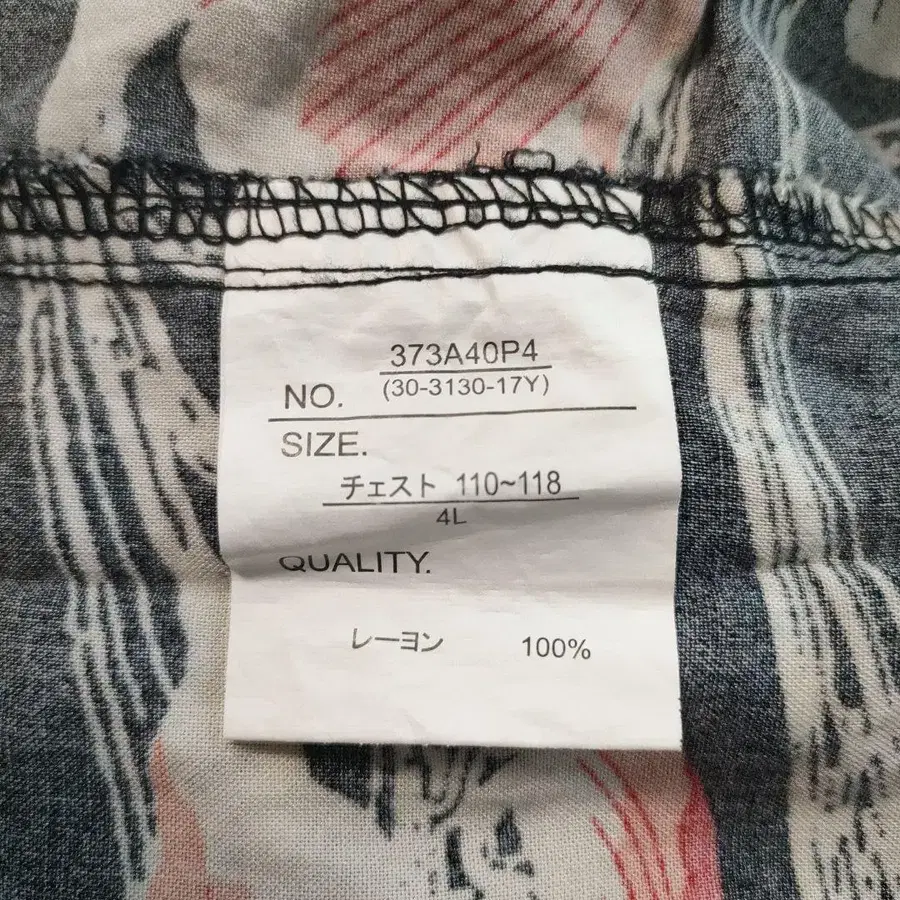 373A40P4
NO. (30-3130-17Y)
SIZE.
チェスト 110~118
4L
QUALITY.
レーヨン 100%